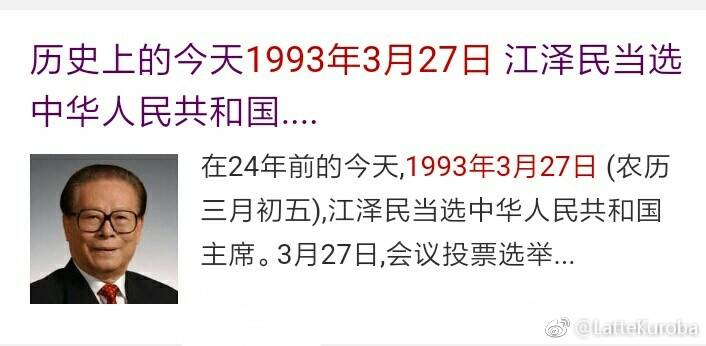 历史上的今天1993年3月27日 江泽民当选
中华人民共和国....
在24年前的今天,1993年3月27日 (农历
三月初五),江泽民当选中华人民共和国
主席。3月27日,会议投票选举...
@LatteKuroba